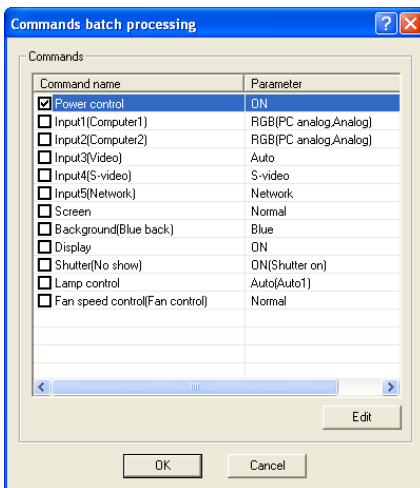 Commands batch processing
Commands
Command name Parameter
Power control ON
Input1(Computer1) RGB(PC analog,Analog)
Input2(Computer2) RGB(PC analog,Analog)
Input3(Video) Auto
Input4(S-video) S-video
Input5(Network) Network
Screen Normal
Background(Blue back) Blue
Display ON
Shutter(No show) ON(Shutter on)
Lamp control Auto(Auto1)
Fan speed control(Fan control) Normal
Edit
OK Cancel